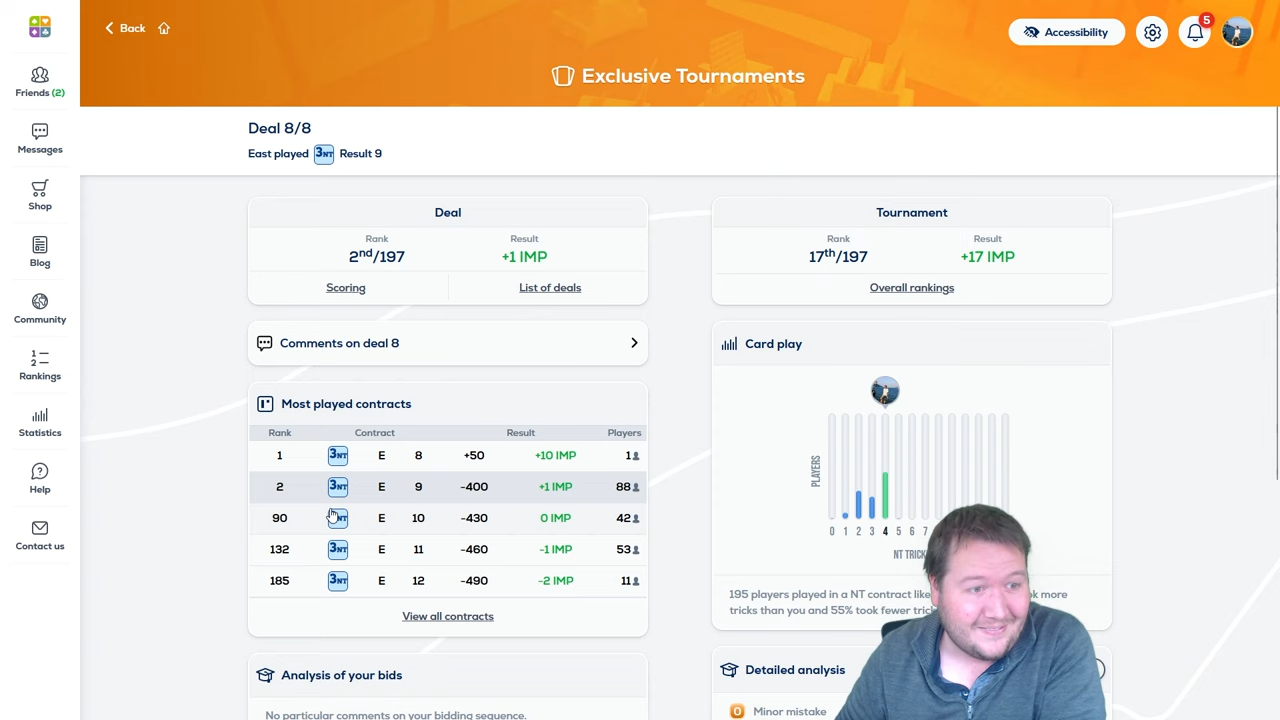 Back
Accessibility
5
Exclusive Tournaments
Friends (2)
Messages
Shop
Blog
Community
Rankings
Statistics
Help
Contact us
Deal 8/8
East played 3NT Result 9
Deal
Rank
Result
2nd/197
+1 IMP
Scoring
List of deals
Tournament
Rank
Result
17th/197
+17 IMP
Overall rankings
Comments on deal 8
Most played contracts
Rank Contract Result Players
1 3NT E 8 +50 +10 IMP 1
2 3NT E 9 -400 +1 IMP 88
90 NT E 10 -430 0 IMP 42
132 3NT E 11 -460 -1 IMP 53
185 3NT E 12 -490 -2 IMP 11
View all contracts
Analysis of your bids
No particular comments on your bidding sequence.
Card play
PLAYERS
0 1 2 3 4 5 6 7
NT TRICK
195 players played in a NT contract like more
tricks than you and 55% took fewer
Detailed analysis
Minor mistake